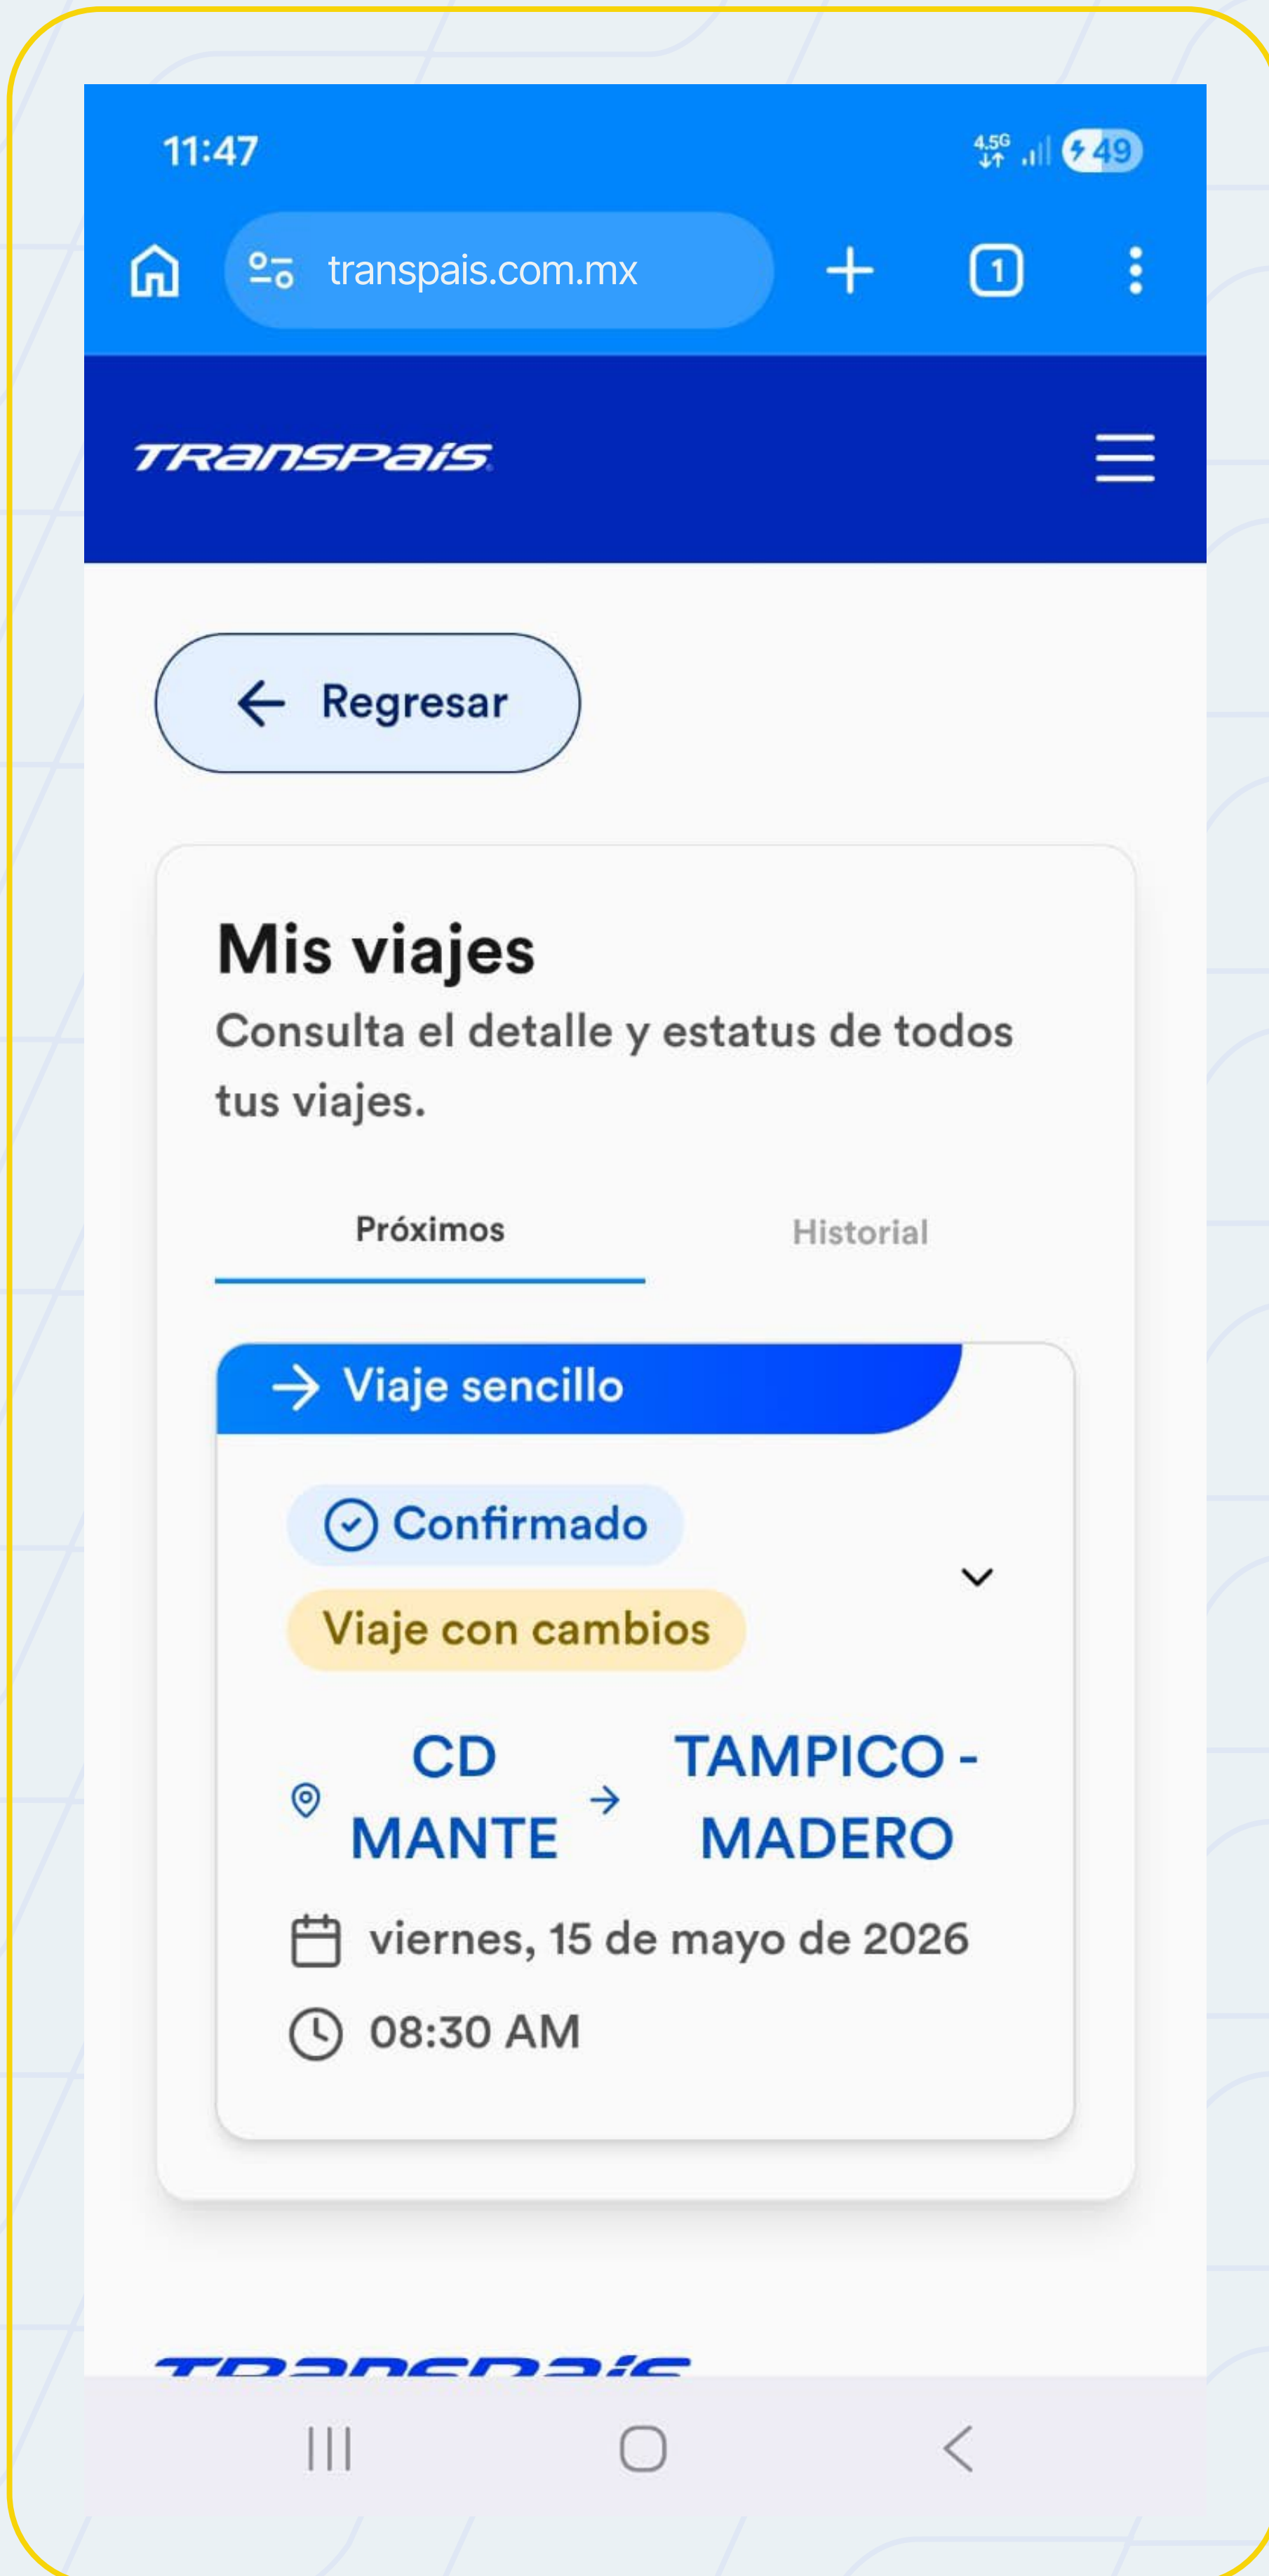 11:47
4.5G
49
transpais.com.mx
1
TRANSPAÍS
Regresar
Mis viajes
Consulta el detalle y estatus de todos
tus viajes.
Próximos
Historial
Viaje sencillo
Confirmado
Viaje con cambios
CD
MANTE
TAMPICO -
MADERO
viernes, 15 de mayo de 2026
08:30 AM
TRANSPAÍS